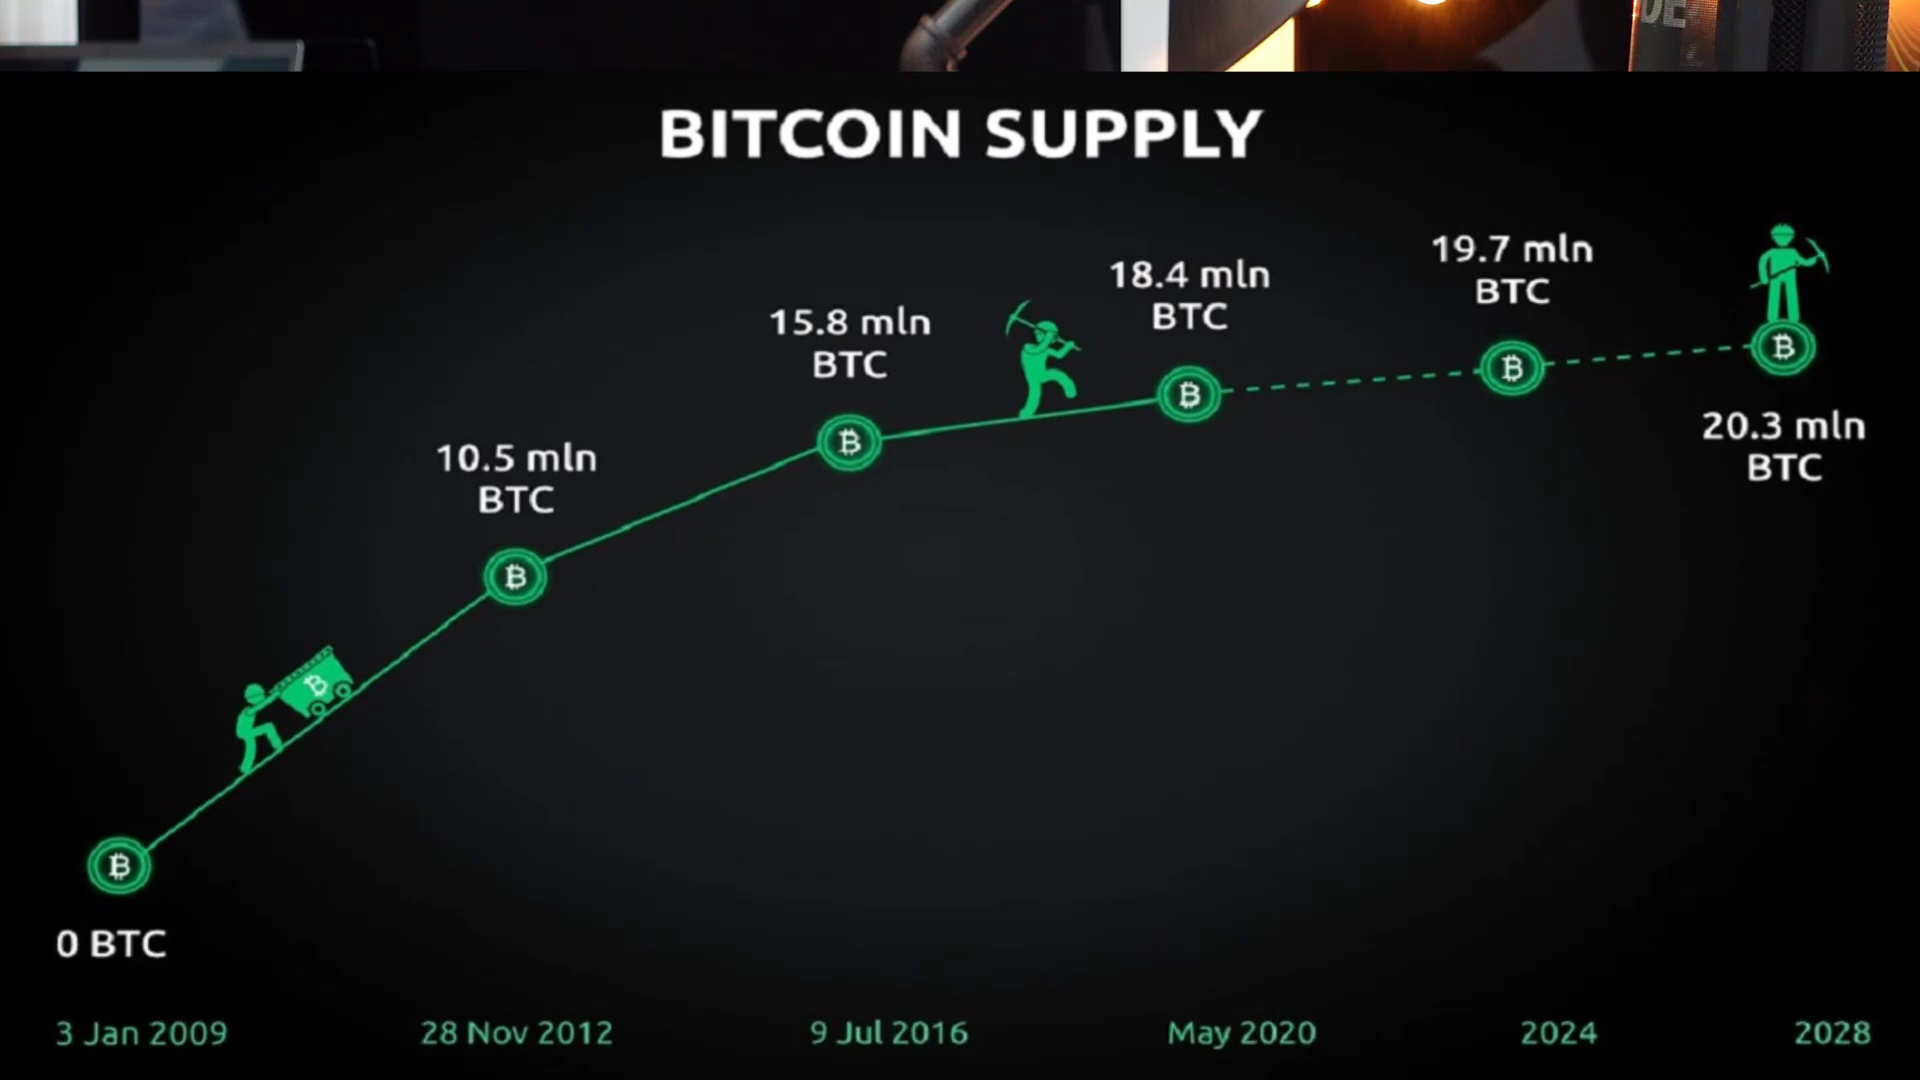 DE
BITCOIN SUPPLY
19.7 mln
BTC
18.4 mln
BTC
15.8 mln
BTC
20.3 mln
BTC
10.5 mln
BTC
0 BTC
3 Jan 2009
28 Nov 2012
9 Jul 2016
May 2020
2024
2028